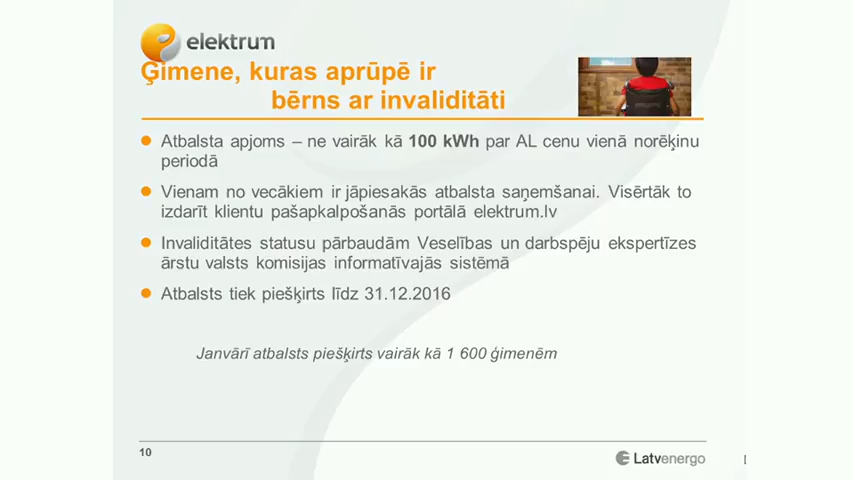 elektrum
Ģimene, kuras aprūpē ir
bērns ar invaliditāti
Atbalsta apjoms – ne vairāk kā 100 kWh par AL cenu vienā norēķinu
periodā
Vienam no vecākiem ir jāpiesakās atbalsta saņemšanai. Visērtāk to
izdarīt klientu pašapkalpošanās portālā elektrum.lv
Invaliditātes statusu pārbaudām Veselības un darbspēju ekspertīzes
ārstu valsts komisijas informatīvajās sistēmā
Atbalsts tiek piešķirts līdz 31.12.2016
Janvārī atbalsts piešķirts vairāk kā 1 600 ģimenēm
10
Latvenergo